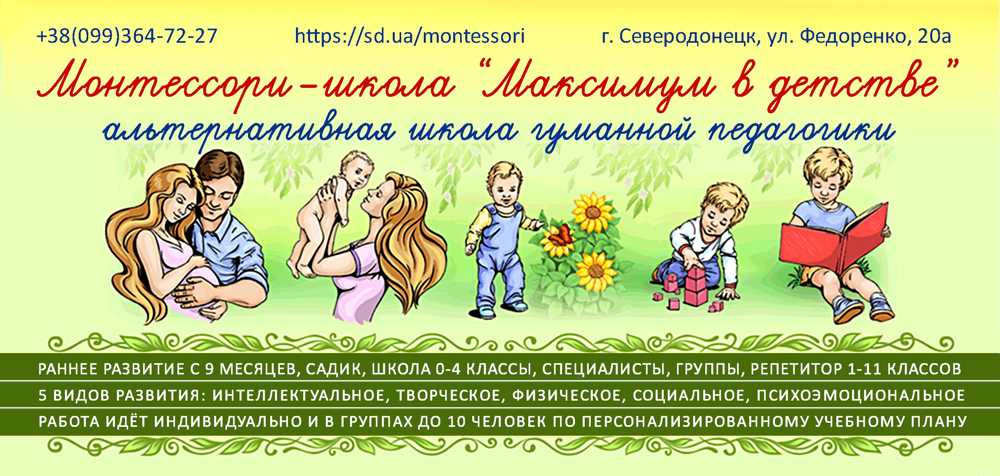 +38(099)364-72-27 https://sd.ua/montessori г. Северодонецк, ул. Федоренко, 20а
Монтессори-школа “Максимум в детстве”
альтернативная школа гуманной педагогики
РАННЕЕ РАЗВИТИЕ С 9 МЕСЯЦЕВ, САДИК, ШКОЛА 0-4 КЛАССЫ, СПЕЦИАЛИСТЫ, ГРУППЫ, РЕПЕТИТОР 1-11 КЛАССОВ
5 ВИДОВ РАЗВИТИЯ: ИНТЕЛЛЕКТУАЛЬНОЕ, ТВОРЧЕСКОЕ, ФИЗИЧЕСКОЕ, СОЦИАЛЬНОЕ, ПСИХОЭМОЦИОНАЛЬНОЕ
РАБОТА ИДЁТ ИНДИВИДУАЛЬНО И В ГРУППАХ ДО 10 ЧЕЛОВЕК ПО ПЕРСОНАЛИЗИРОВАННОМУ УЧЕБНОМУ ПЛАНУ